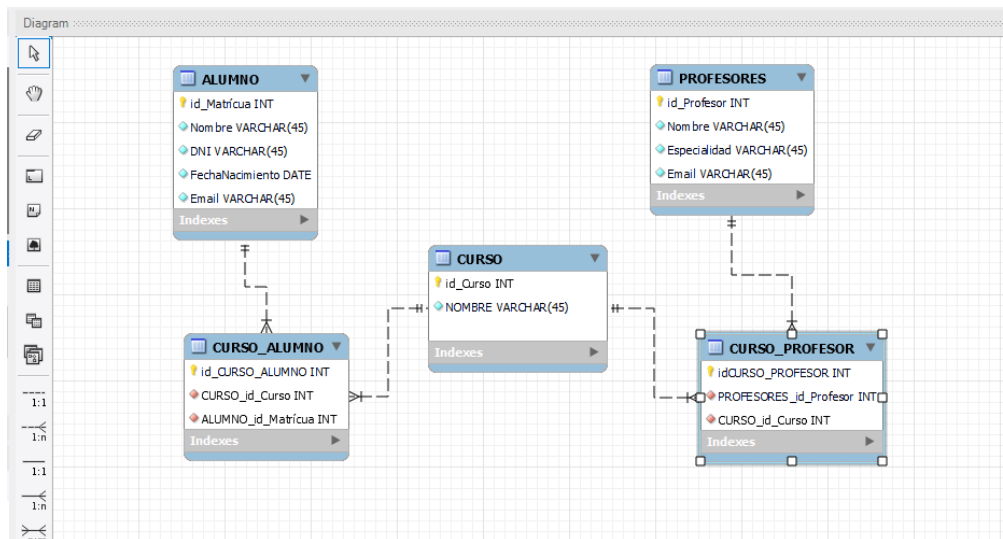 Diagram
ALUMNO
id_Matrícua INT
Nombre VARCHAR(45)
DNI VARCHAR(45)
FechaNacimiento DATE
Email VARCHAR(45)
Indexes
PROFESORES
id_Profesor INT
Nombre VARCHAR(45)
Especialidad VARCHAR(45)
Email VARCHAR(45)
Indexes
CURSO
id_Curso INT
NOMBRE VARCHAR(45)
Indexes
CURSO_ALUMNO
id_CURSO_ALUMNO INT
CURSO_id_Curso INT
ALUMNO_id_Matrícua INT
Indexes
CURSO_PROFESOR
idCURSO_PROFESOR INT
PROFESORES_id_Profesor INT
CURSO_id_Curso INT
Indexes
1:1
1:n
1:1
1:n